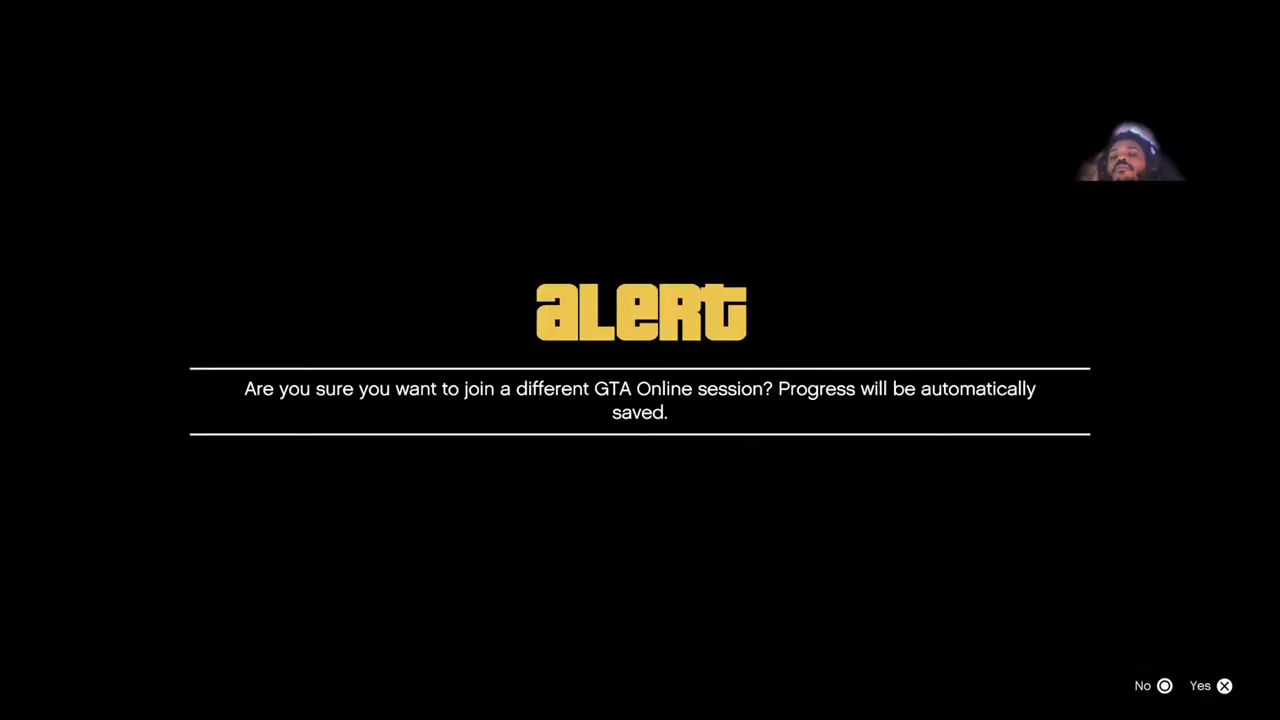 aLeRt
Are you sure you want to join a different GTA Online session? Progress will be automatically
saved.
No Yes